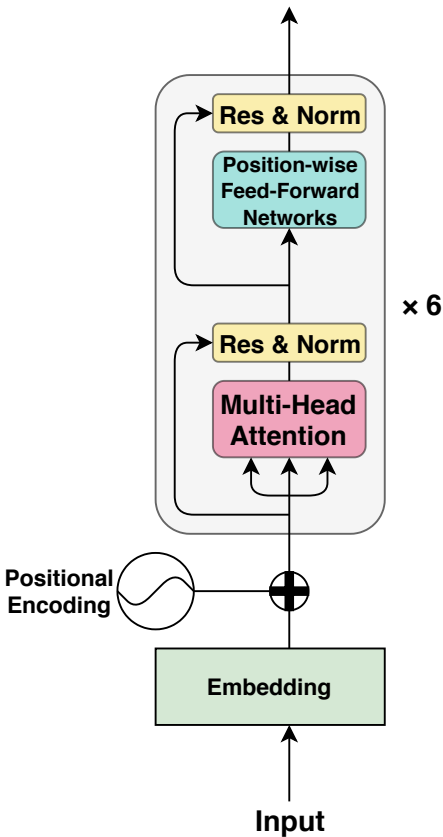 Res & Norm
Position-wise
Feed-Forward
Networks
× 6
Res & Norm
Multi-Head
Attention
Positional
Encoding
Embedding
Input